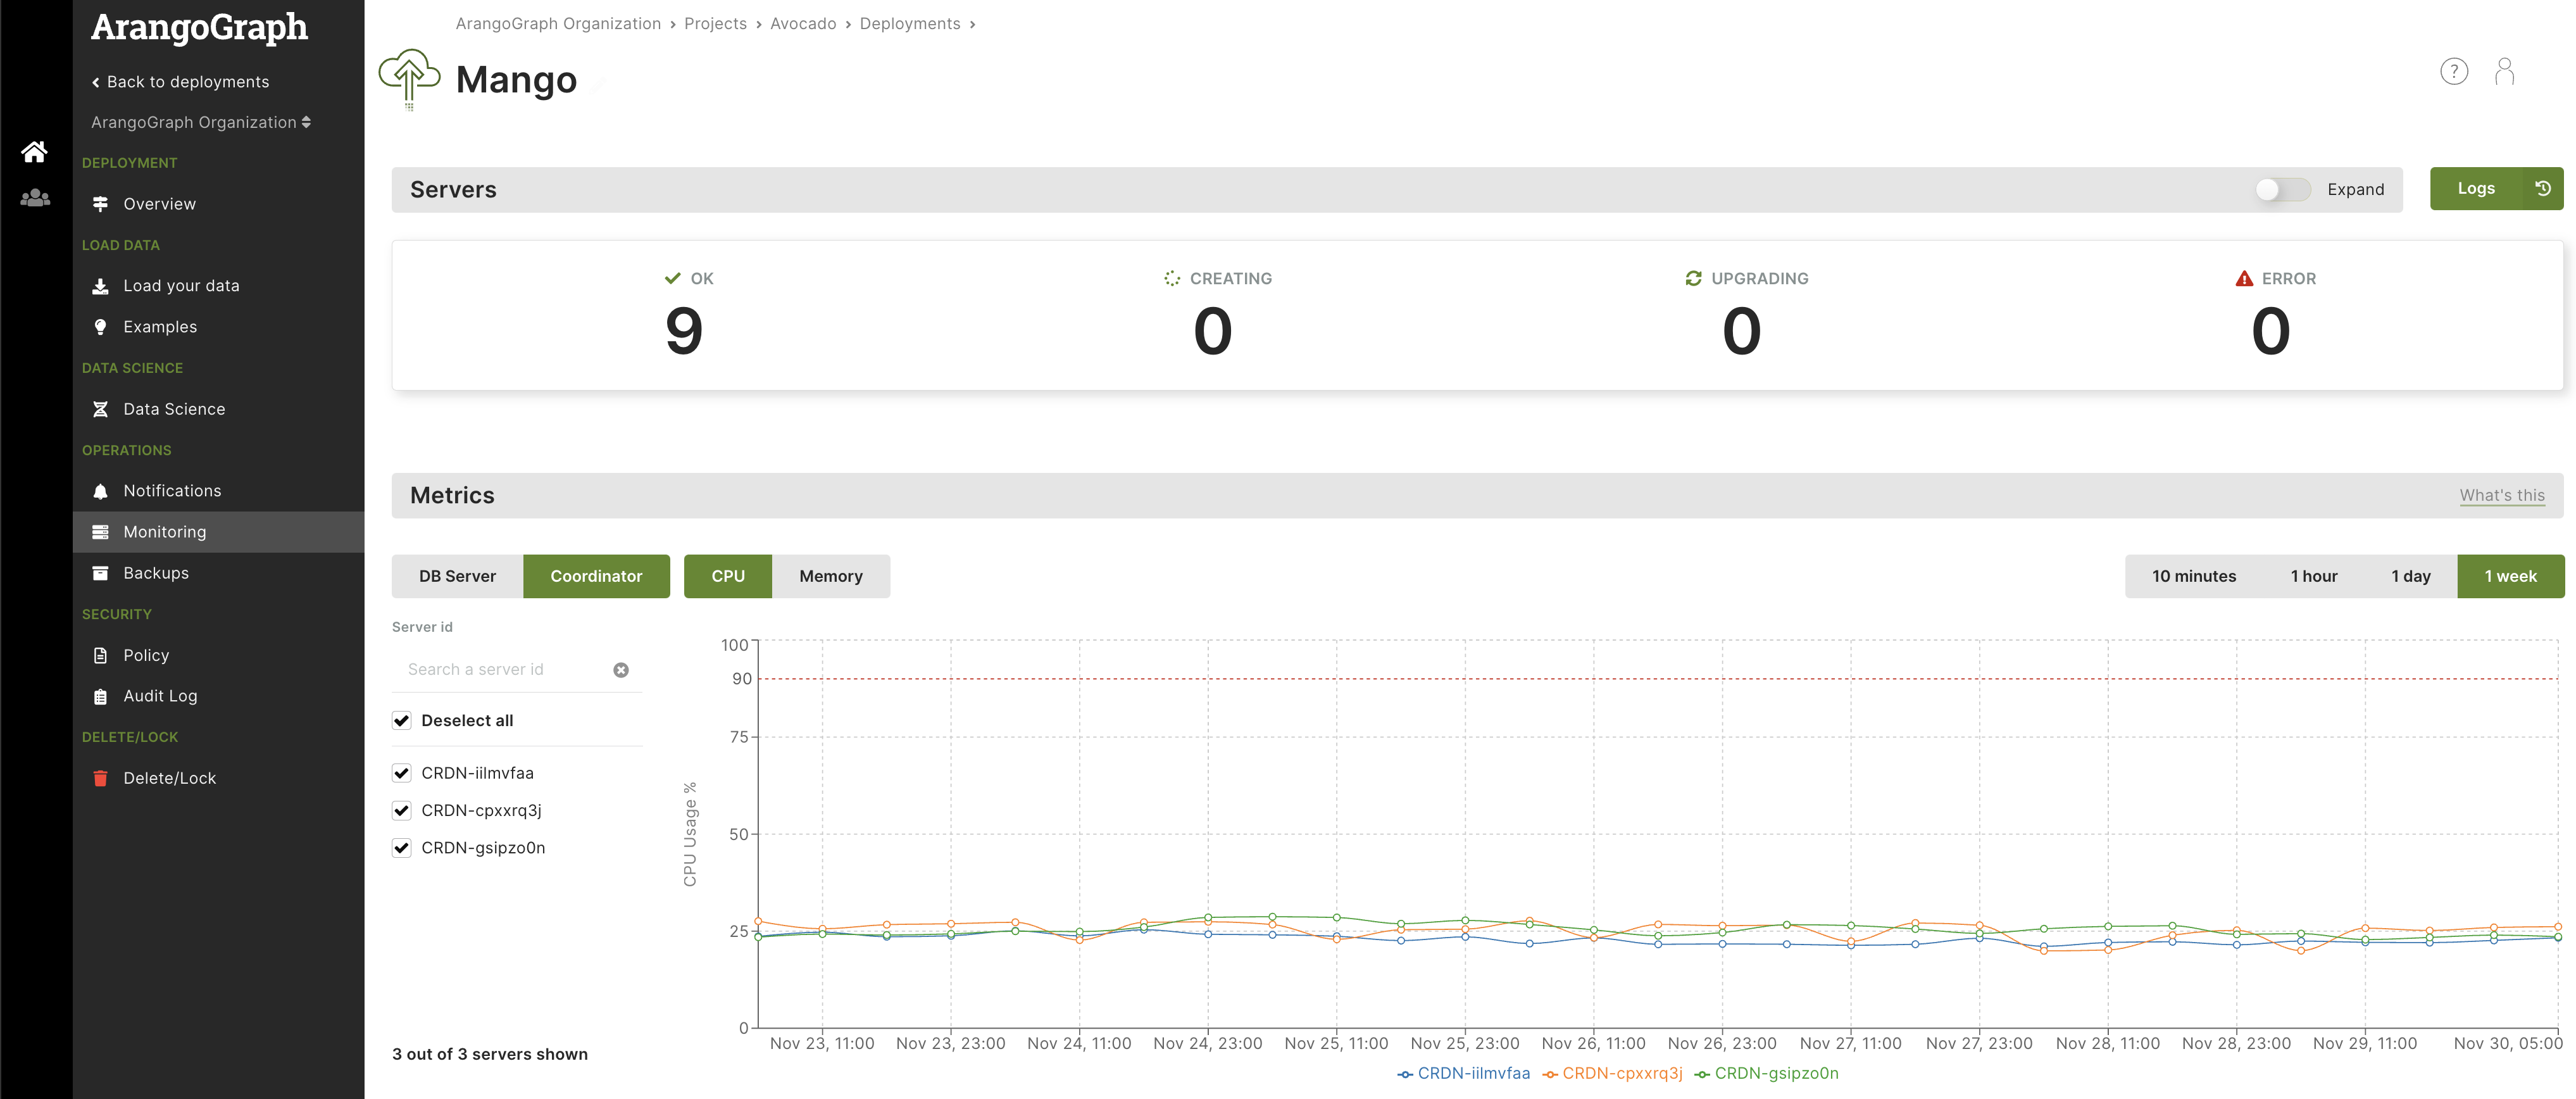 ArangoGraph
Back to deployments
ArangoGraph Organization
DEPLOYMENT
Overview
LOAD DATA
Load your data
Examples
DATA SCIENCE
Data Science
OPERATIONS
Notifications
Monitoring
Backups
SECURITY
Policy
Audit Log
DELETE/LOCK
Delete/Lock
ArangoGraph Organization › Projects › Avocado › Deployments ›
Mango
?
Servers
Expand
Logs
OK
9
CREATING
0
UPGRADING
0
ERROR
0
Metrics
What's this
DB Server Coordinator CPU Memory
10 minutes 1 hour 1 day 1 week
Server id
Search a server id
Deselect all
CRDN-iilmvfaa
CRDN-cpxxrq3j
CRDN-gsipzo0n
3 out of 3 servers shown
CPU Usage %
100
90
75
50
25
0
Nov 23, 11:00 Nov 23, 23:00 Nov 24, 11:00 Nov 24, 23:00 Nov 25, 11:00 Nov 25, 23:00 Nov 26, 11:00 Nov 26, 23:00 Nov 27, 11:00 Nov 27, 23:00 Nov 28, 11:00 Nov 28, 23:00 Nov 29, 11:00 Nov 30, 05:00
CRDN-iilmvfaa CRDN-cpxxrq3j CRDN-gsipzo0n